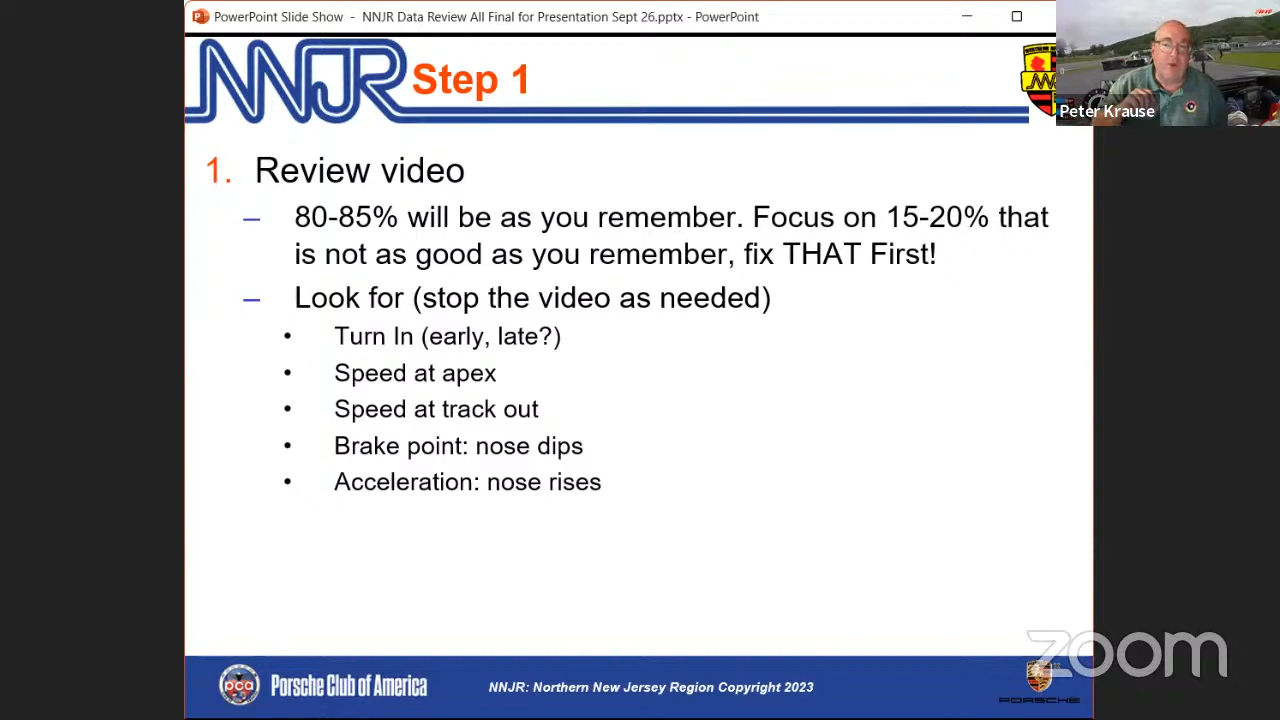 PowerPoint Slide Show - NNJR Data Review All Final for Presentation Sept 26.pptx - PowerPoint
NNJR
Step 1
Peter Krause
1. Review video
– 80-85% will be as you remember. Focus on 15-20% that
is not as good as you remember, fix THAT First!
– Look for (stop the video as needed)
• Turn In (early, late?)
• Speed at apex
• Speed at track out
• Brake point: nose dips
• Acceleration: nose rises
zoom
pca
Porsche Club of America
NNJR: Northern New Jersey Region Copyright 2023
PORSCHE